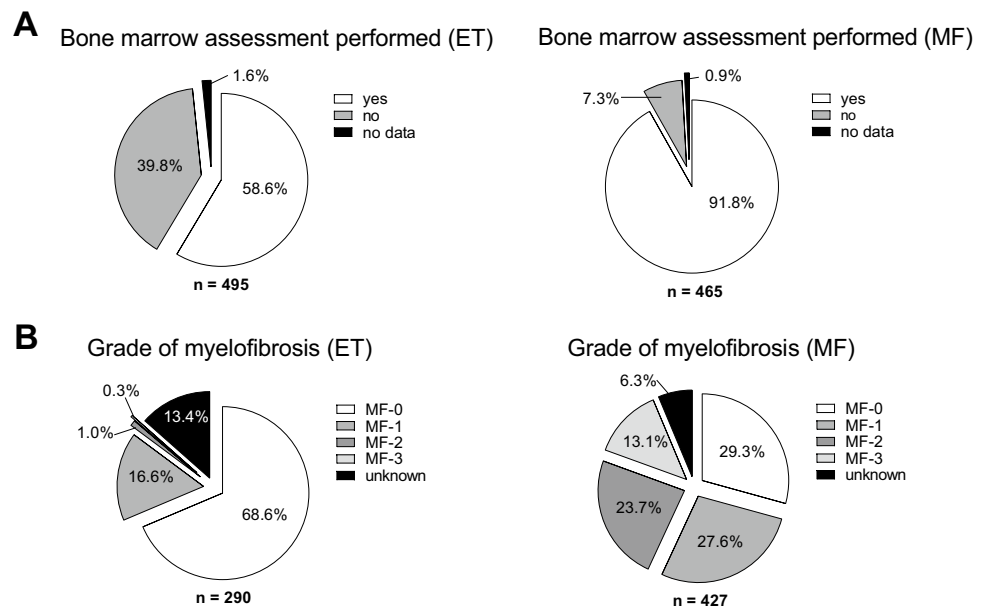 A
Bone marrow assessment performed (ET)
1.6%
39.8%
58.6%
yes
no
no data
n = 495
Bone marrow assessment performed (MF)
0.9%
7.3%
91.8%
yes
no
no data
n = 465
B
Grade of myelofibrosis (ET)
0.3%
1.0%
13.4%
16.6%
68.6%
MF-0
MF-1
MF-2
MF-3
unknown
n = 290
Grade of myelofibrosis (MF)
6.3%
13.1%
29.3%
23.7%
27.6%
MF-0
MF-1
MF-2
MF-3
unknown
n = 427